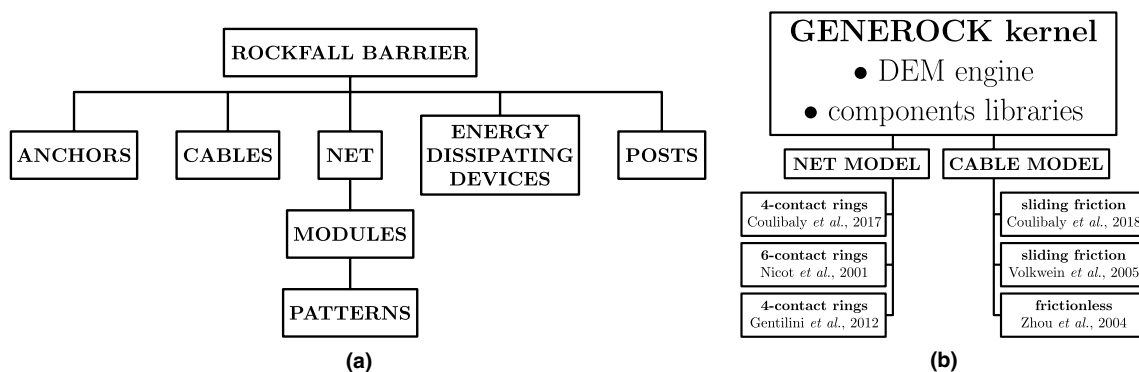 ROCKFALL BARRIER
ANCHORS
CABLES
NET
ENERGY
DISSIPATING
DEVICES
POSTS
MODULES
PATTERNS
(a)
GENEROCK kernel
• DEM engine
• components libraries
NET MODEL
CABLE MODEL
4-contact rings
Coulibaly et al., 2017
6-contact rings
Nicot et al., 2001
4-contact rings
Gentilini et al., 2012
sliding friction
Coulibaly et al., 2018
sliding friction
Volkwein et al., 2005
frictionless
Zhou et al., 2004
(b)